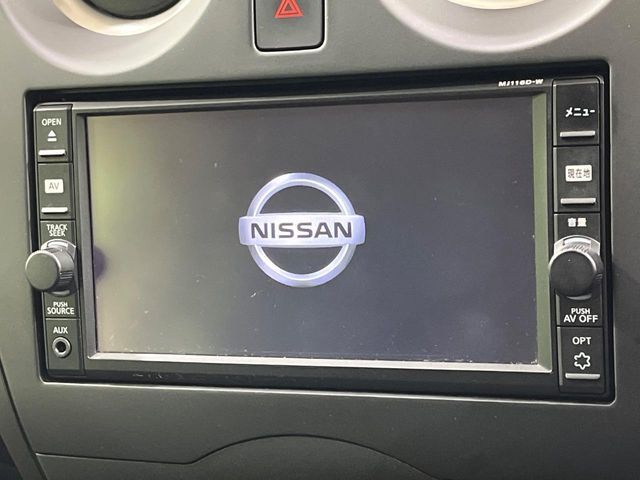 MJ116D-W
OPEN
AV
TRACK
SEEK
PUSH
SOURCE
AUX
NISSAN
メニュー
現在地
音量
PUSH
AV OFF
OPT